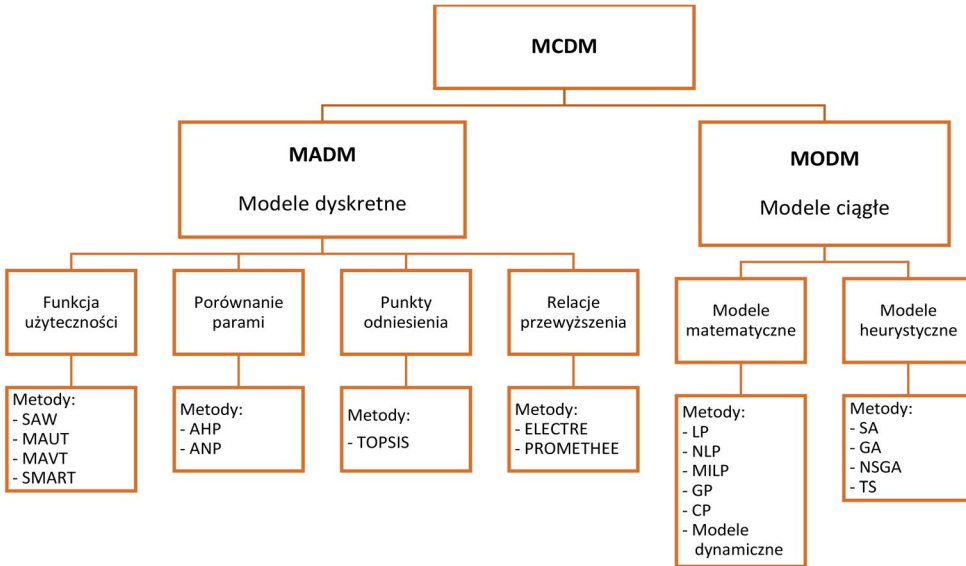 MCDM
MADM
Modele dyskretne
MODM
Modele ciągłe
Funkcja
użyteczności
Porównanie
parami
Punkty
odniesienia
Relacje
przewyższenia
Modele
matematyczne
Modele
heurystyczne
Metody:
- SAW
- MAUT
- MAVT
- SMART
Metody:
- AHP
- ANP
Metody:
- TOPSIS
Metody:
- ELECTRE
- PROMETHEE
Metody:
- LP
- NLP
- MILP
- GP
- CP
- Modele
dynamiczne
Metody:
- SA
- GA
- NSGA
- TS